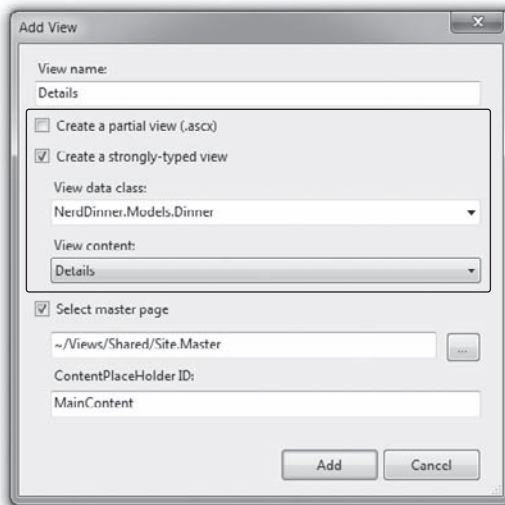 Add View
View name:
Details
Create a partial view (.ascx)
Create a strongly-typed view
View data class:
NerdDinner.Models.Dinner
View content:
Details
Select master page
~/Views/Shared/Site.Master
...
ContentPlaceHolder ID:
MainContent
Add
Cancel